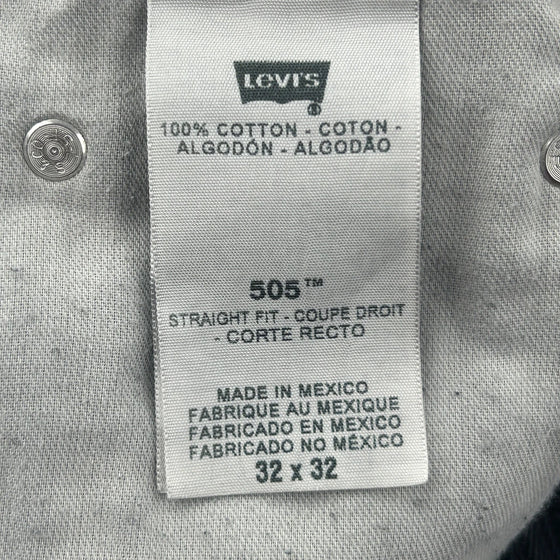 LEVI'S
®
100% COTTON - COTON -
ALGODÓN - ALGODÃO
505™
STRAIGHT FIT - COUPE DROIT
- CORTE RECTO
MADE IN MEXICO
FABRIQUE AU MEXIQUE
FABRICADO EN MEXICO
FABRICADO NO MÉXICO
32 x 32